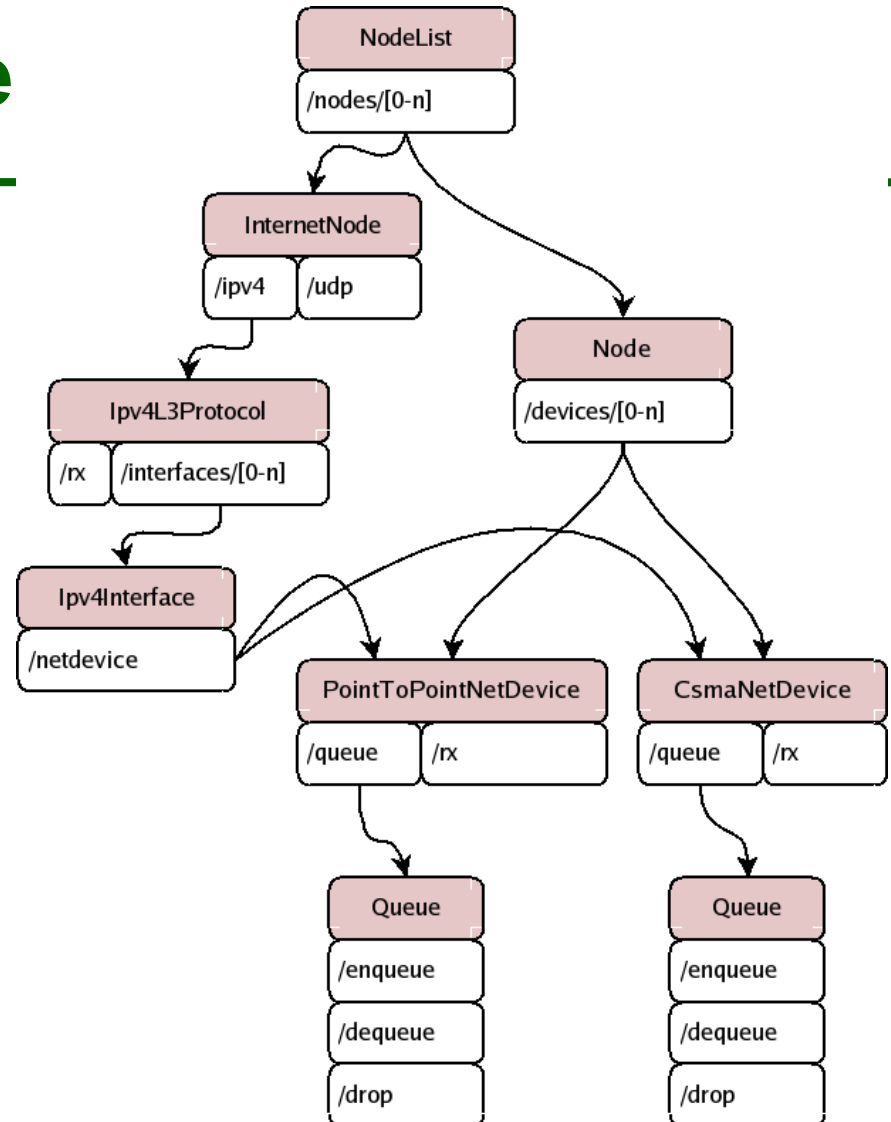 e
NodeList
/nodes/[0-n]
InternetNode
/ipv4 /udp
Node
/devices/[0-n]
Ipv4L3Protocol
/rx /interfaces/[0-n]
Ipv4Interface
/netdevice
PointToPointNetDevice
/queue /rx
CsmaNetDevice
/queue /rx
Queue
/enqueue
/dequeue
/drop
Queue
/enqueue
/dequeue
/drop